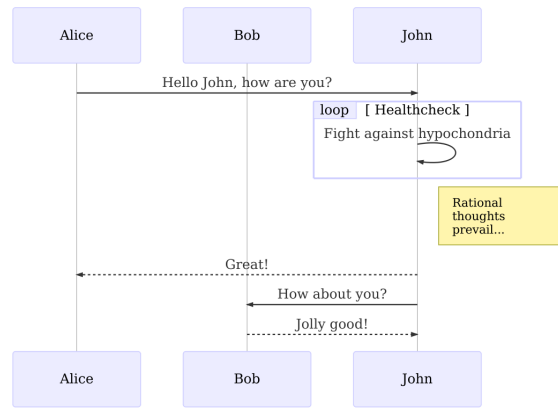 Alice
Bob
John
Hello John, how are you?
loop
[ Healthcheck ]
Fight against hypochondria
Rational
thoughts
prevail...
Great!
How about you?
Jolly good!
Alice
Bob
John